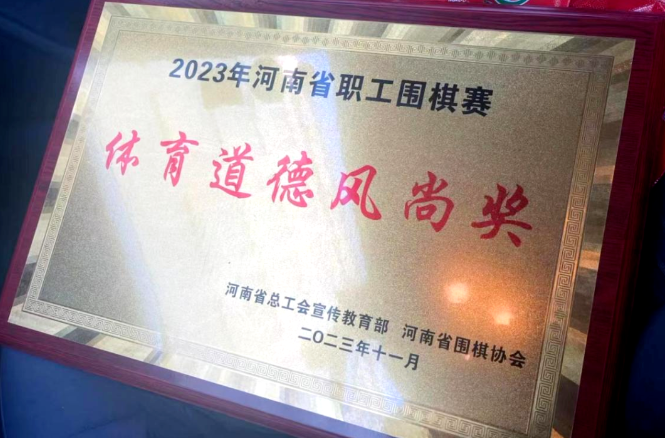 2023年河南省职工围棋赛
体育道德风尚奖
河南省总工会宣传教育部 河南省围棋协会
二〇二三年十一月